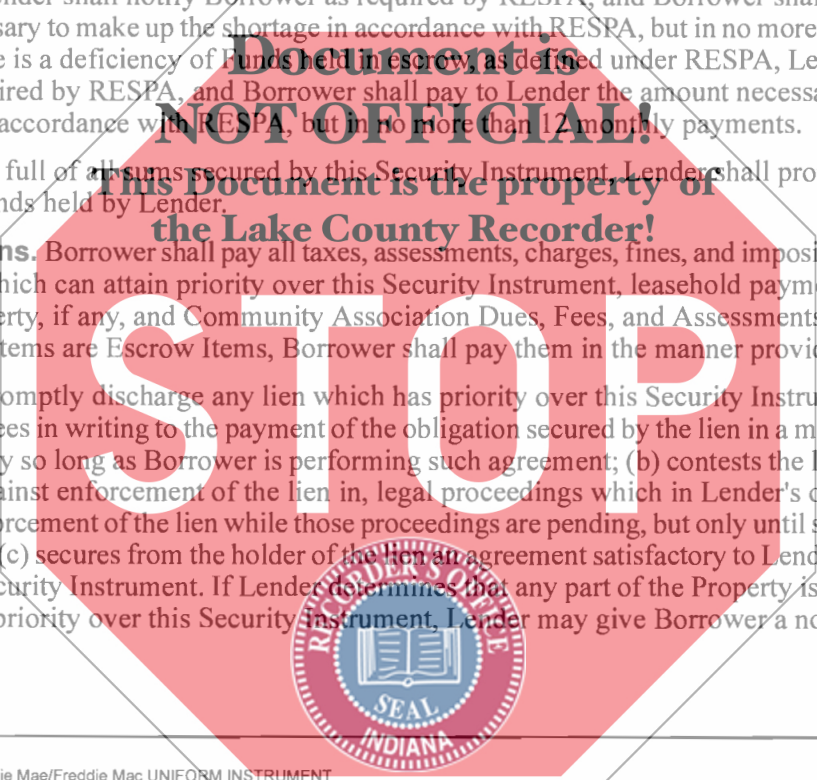 nder shall notify Borrower as required by RESPA, and Borrower shal
sary to make up the shortage in accordance with RESPA, but in no more
Document is
e is a deficiency of Funds held in escrow, as defined under RESPA, Le
ired by RESPA, and Borrower shall pay to Lender the amount necessa
NOT OFFICIAL!
accordance with RESPA, but in no more than 12 monthly payments.
full of all sums secured by this Security Instrument, Lender shall pro
This Document is the property of
nds held by Lender.
the Lake County Recorder!
ns. Borrower shall pay all taxes, assessments, charges, fines, and imposi
hich can attain priority over this Security Instrument, leasehold payme
erty, if any, and Community Association Dues, Fees, and Assessments
tems are Escrow Items, Borrower shall pay them in the manner provid
STOP
omptly discharge any lien which has priority over this Security Instru
ees in writing to the payment of the obligation secured by the lien in a m
y so long as Borrower is performing such agreement; (b) contests the l
ainst enforcement of the lien in, legal proceedings which in Lender's o
orcement of the lien while those proceedings are pending, but only until s
(c) secures from the holder of the lien an agreement satisfactory to Lend
curity Instrument. If Lender determines that any part of the Property is
priority over this Security Instrument, Lender may give Borrower a no
RECORDER'S OFFICE
SEAL
INDIANA
ie Mae/Freddie Mac UNIFORM INSTRUMENT